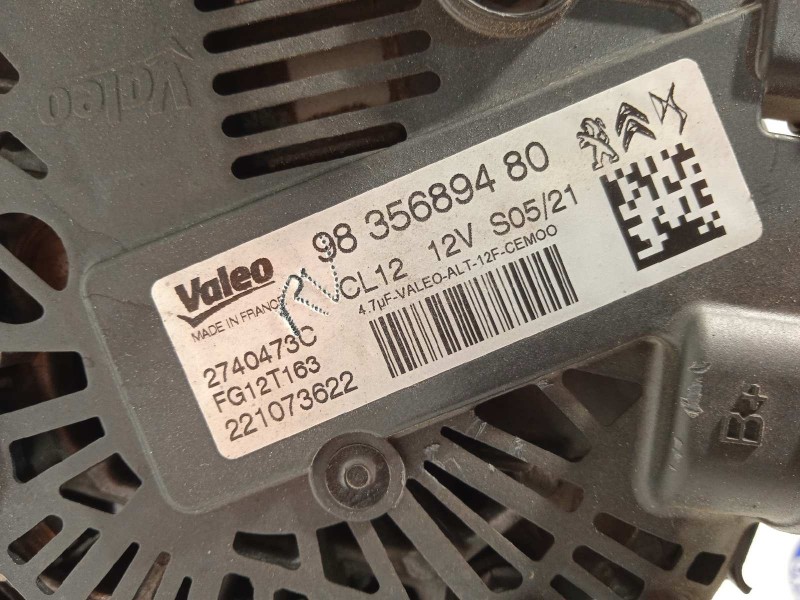 Valeo
98 356894 80
Valeo
CL12 12V S05/21
MADE IN FRANCE
4.7µF-VALEO-ALT-12F-CEMOO
2740473C
FG12T163
221073622
B+